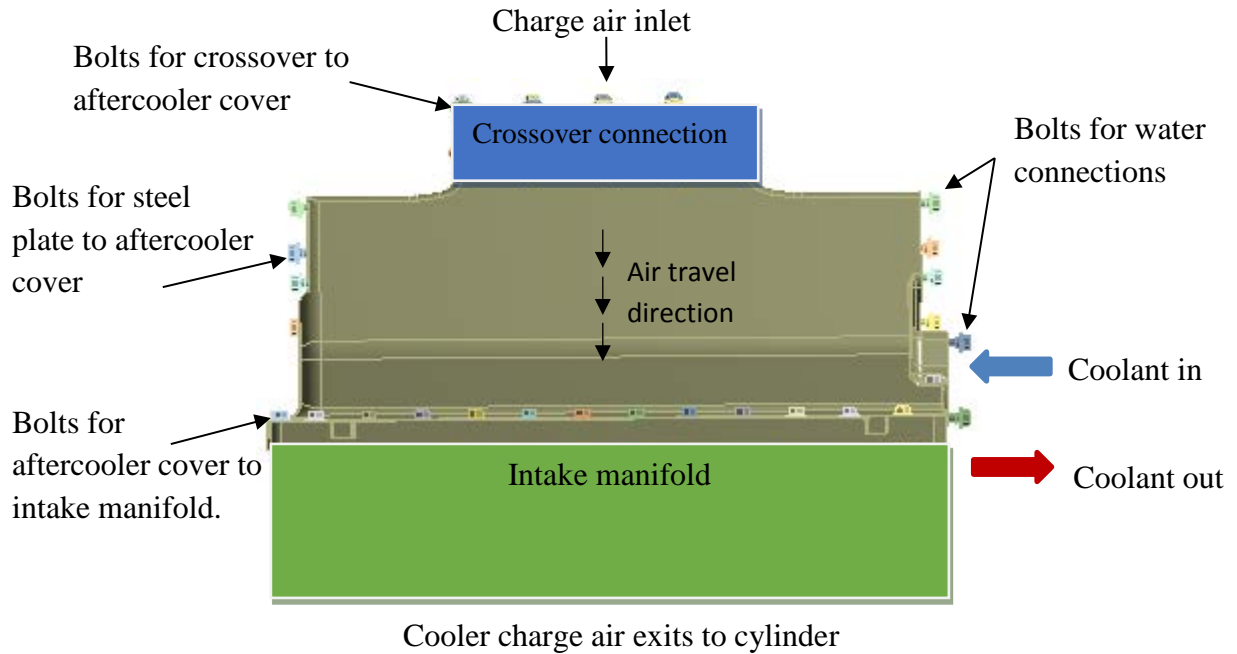 Charge air inlet
Bolts for crossover to
aftercooler cover
Crossover connection
Bolts for water
connections
Bolts for steel
plate to aftercooler
cover
Air travel
direction
Coolant in
Bolts for
aftercooler cover to
intake manifold.
Intake manifold
Coolant out
Cooler charge air exits to cylinder